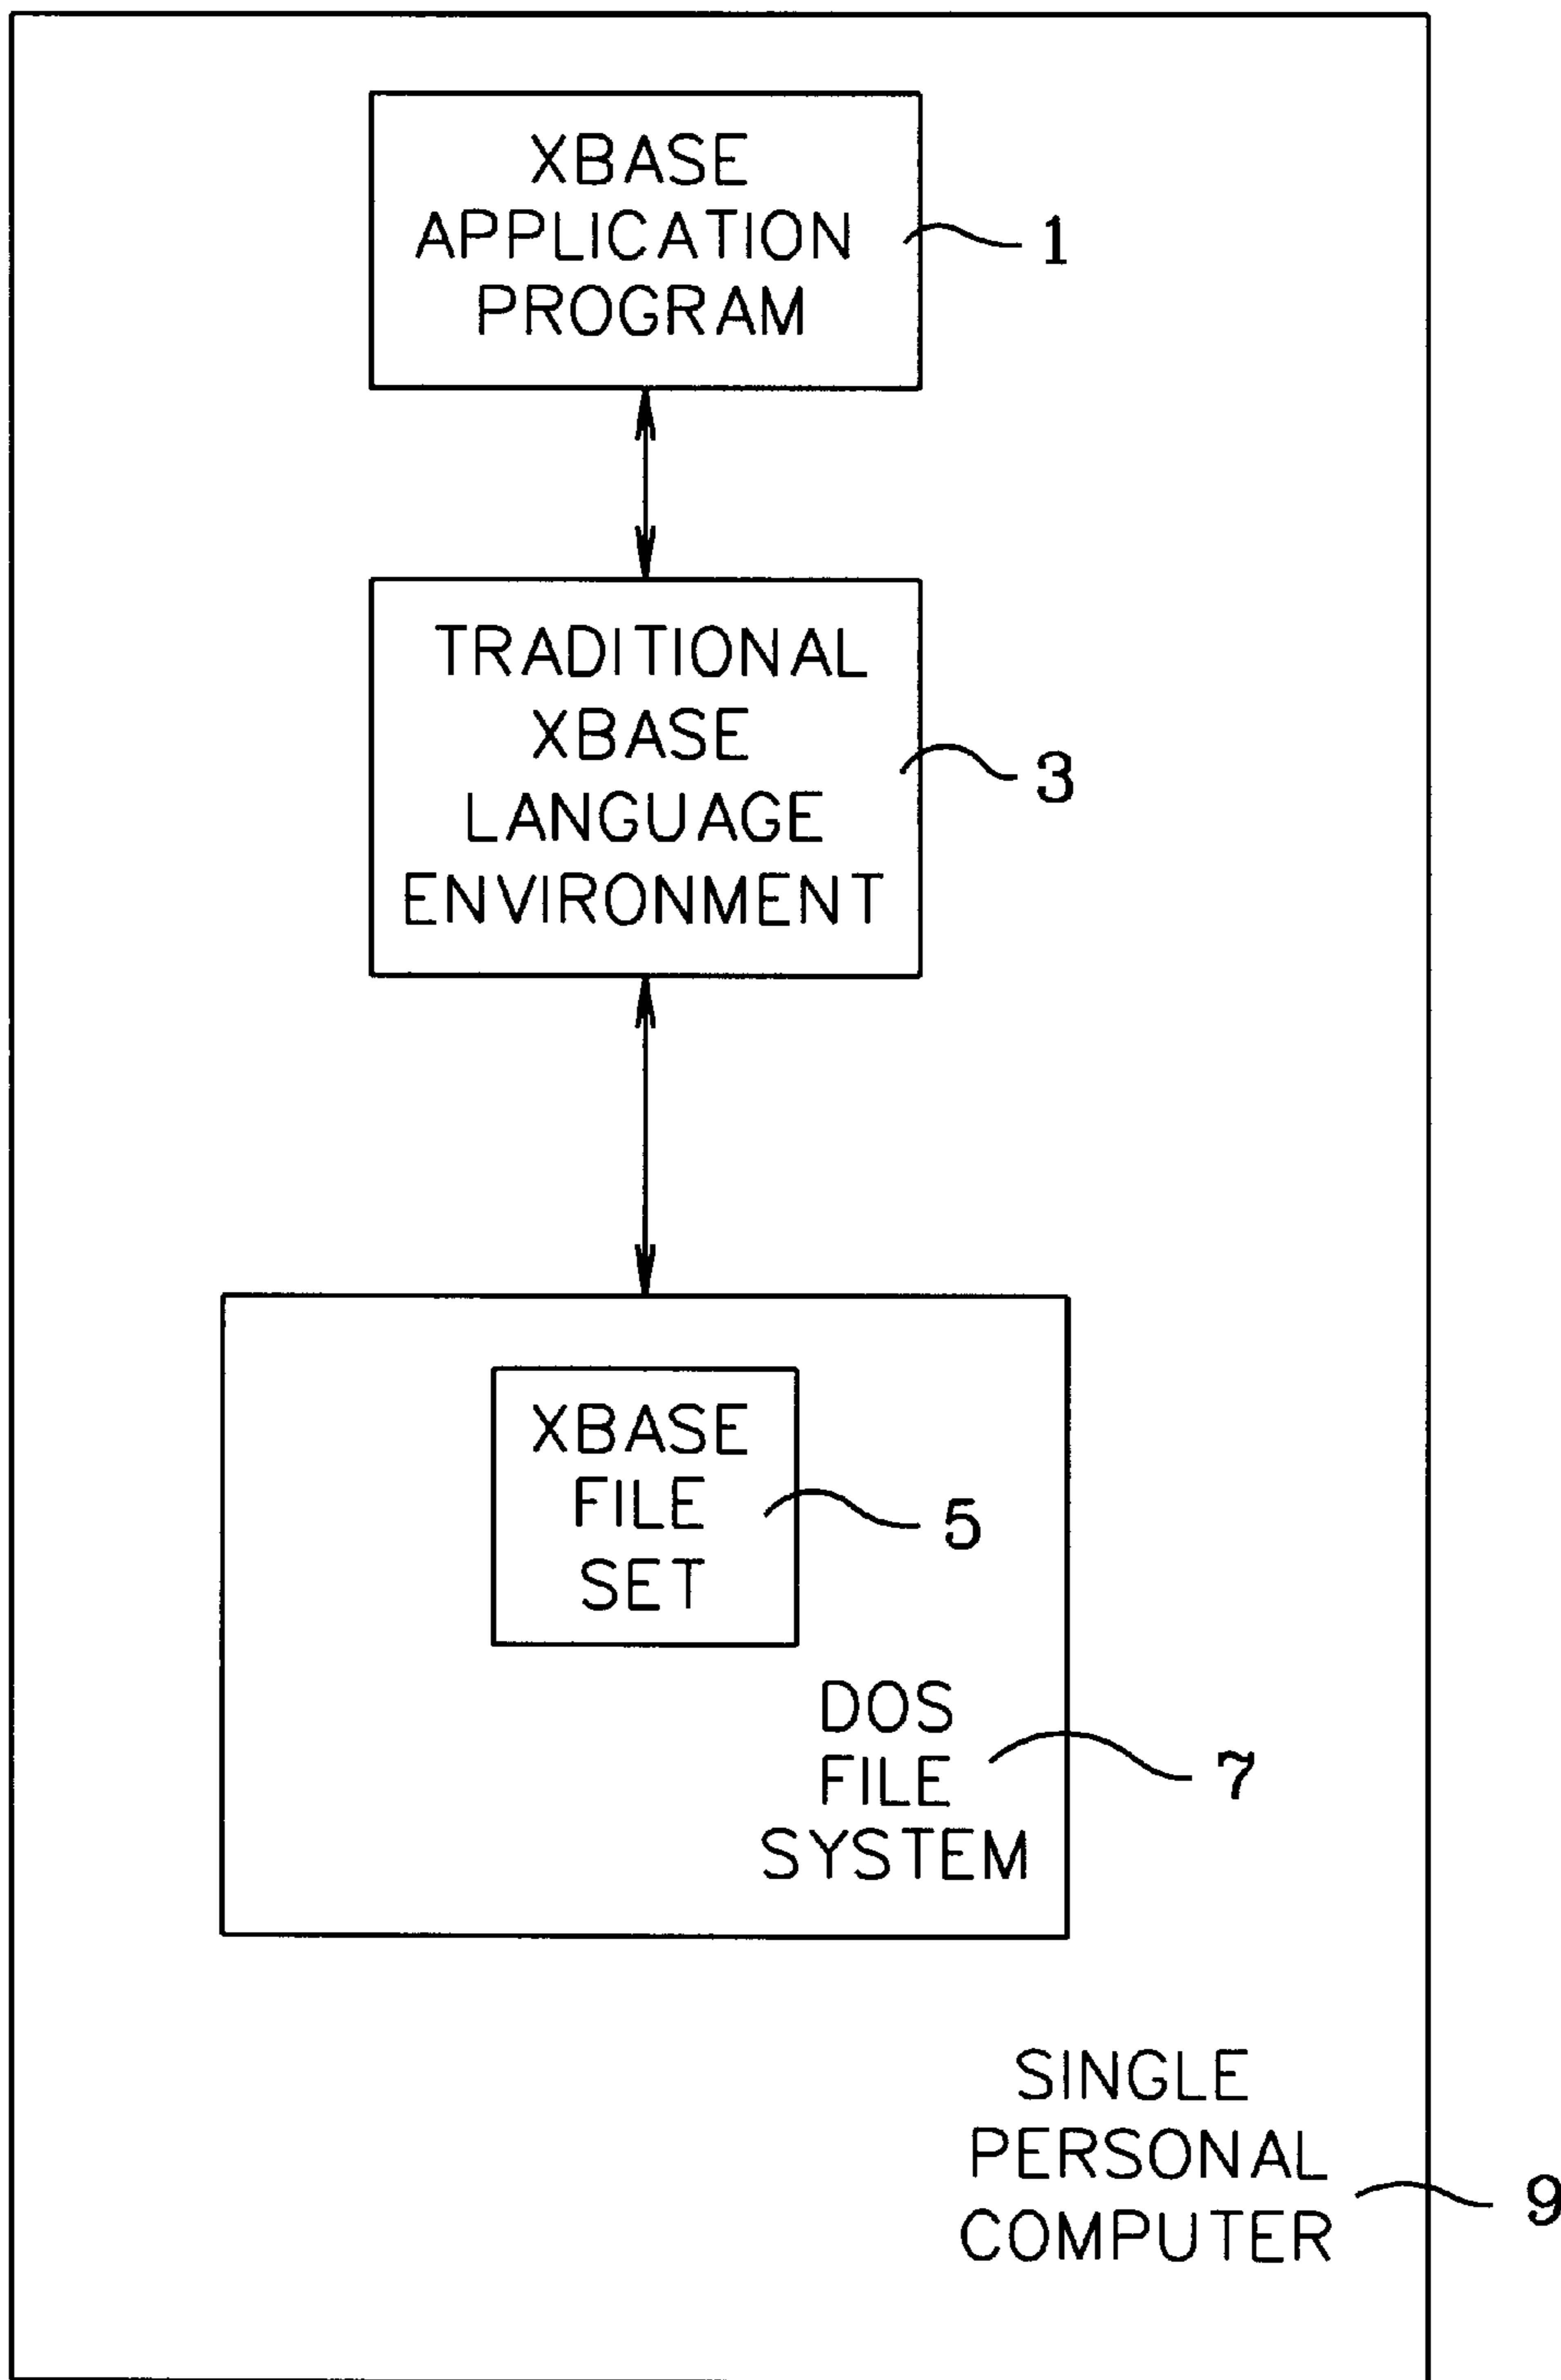 XBASE
APPLICATION
PROGRAM
1
TRADITIONAL
XBASE
LANGUAGE
ENVIRONMENT
3
XBASE
FILE
SET
5
DOS
FILE
SYSTEM
7
SINGLE
PERSONAL
COMPUTER
9